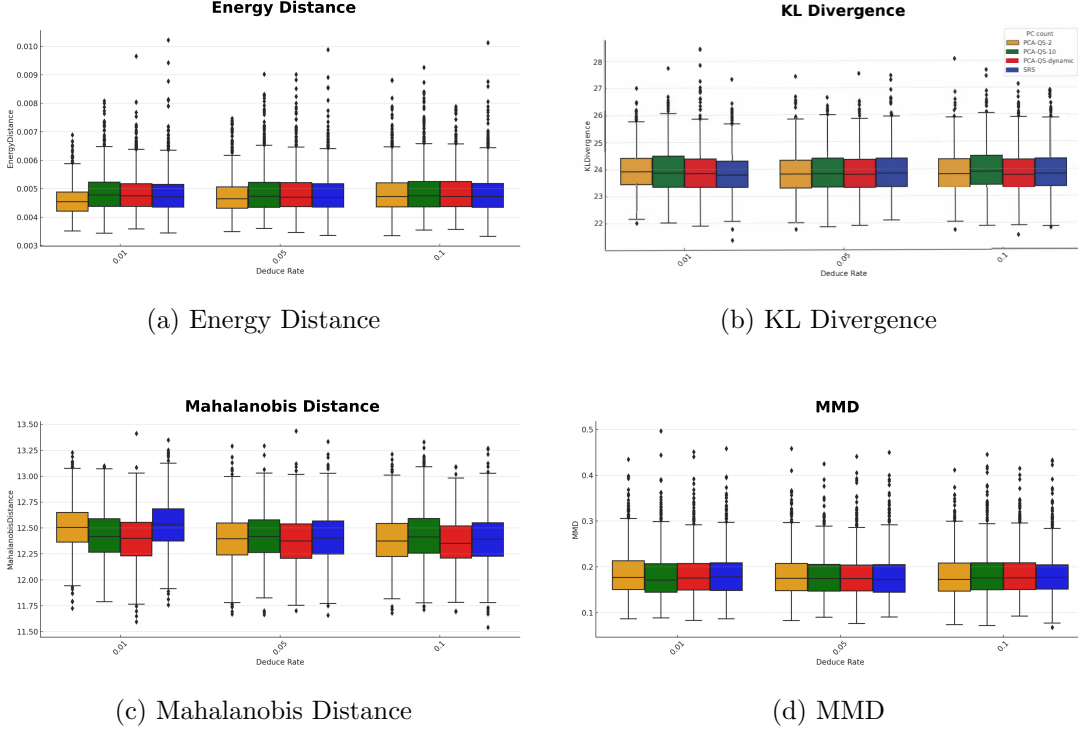 Energy Distance
0.010
0.009
0.008
0.007
0.006
0.005
0.004
0.003
EnergyDistance
0.01
0.05
0.1
Deduce Rate
(a) Energy Distance
KL Divergence
PC count
PCA-QS-2
PCA-QS-10
PCA-QS-dynamic
SRS
28
27
26
25
24
23
22
KLDivergence
0.01
0.05
0.1
Deduce Rate
(b) KL Divergence
Mahalanobis Distance
13.50
13.25
13.00
12.75
12.50
12.25
12.00
11.75
11.50
MahalanobisDistance
0.01
0.05
0.1
Deduce Rate
(c) Mahalanobis Distance
MMD
0.5
0.4
0.3
0.2
0.1
MMD
0.01
0.05
0.1
Deduce Rate
(d) MMD